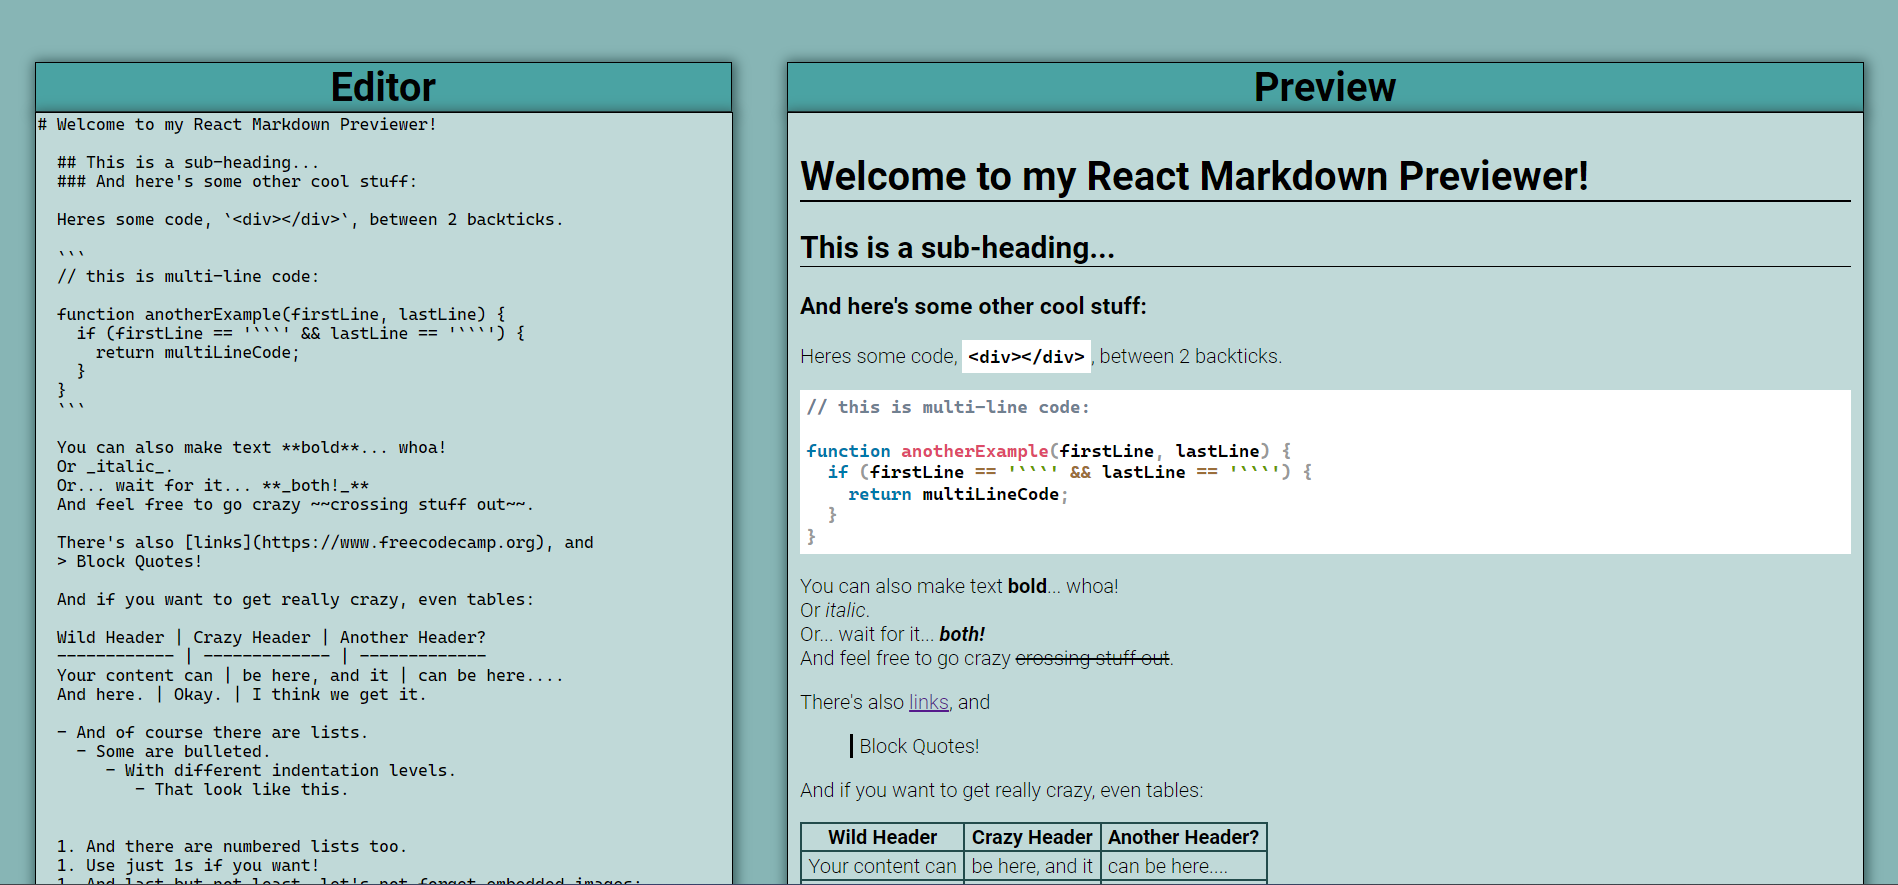 Editor
# Welcome to my React Markdown Previewer!
## This is a sub-heading...
### And here's some other cool stuff:
Heres some code, `<div></div>`, between 2 backticks.
```
// this is multi-line code:
function anotherExample(firstLine, lastLine) {
if (firstLine == '````' && lastLine == '````') {
return multiLineCode;
}
}
```
You can also make text **bold**... whoa!
Or _italic_.
Or... wait for it... **_both!_**
And feel free to go crazy ~~crossing stuff out~~.
There's also [links](https://www.freecodecamp.org), and
> Block Quotes!
And if you want to get really crazy, even tables:
Wild Header | Crazy Header | Another Header?
------------ | ------------- | -------------
Your content can | be here, and it | can be here....
And here. | Okay. | I think we get it.
- And of course there are lists.
- Some are bulleted.
- With different indentation levels.
- That look like this.
1. And there are numbered lists too.
1. Use just 1s if you want!
1. And last but not least, let's not forget embedded images:
Preview
Welcome to my React Markdown Previewer!
This is a sub-heading...
And here's some other cool stuff:
Heres some code, <div></div>, between 2 backticks.
// this is multi-line code:
function anotherExample(firstLine, lastLine) {
if (firstLine == '````' && lastLine == '````') {
return multiLineCode;
}
}
You can also make text bold... whoa!
Or italic.
Or... wait for it... both!
And feel free to go crazy crossing stuff out.
There's also links, and
Block Quotes!
And if you want to get really crazy, even tables:
Wild Header Crazy Header Another Header?
Your content can be here, and it can be here....